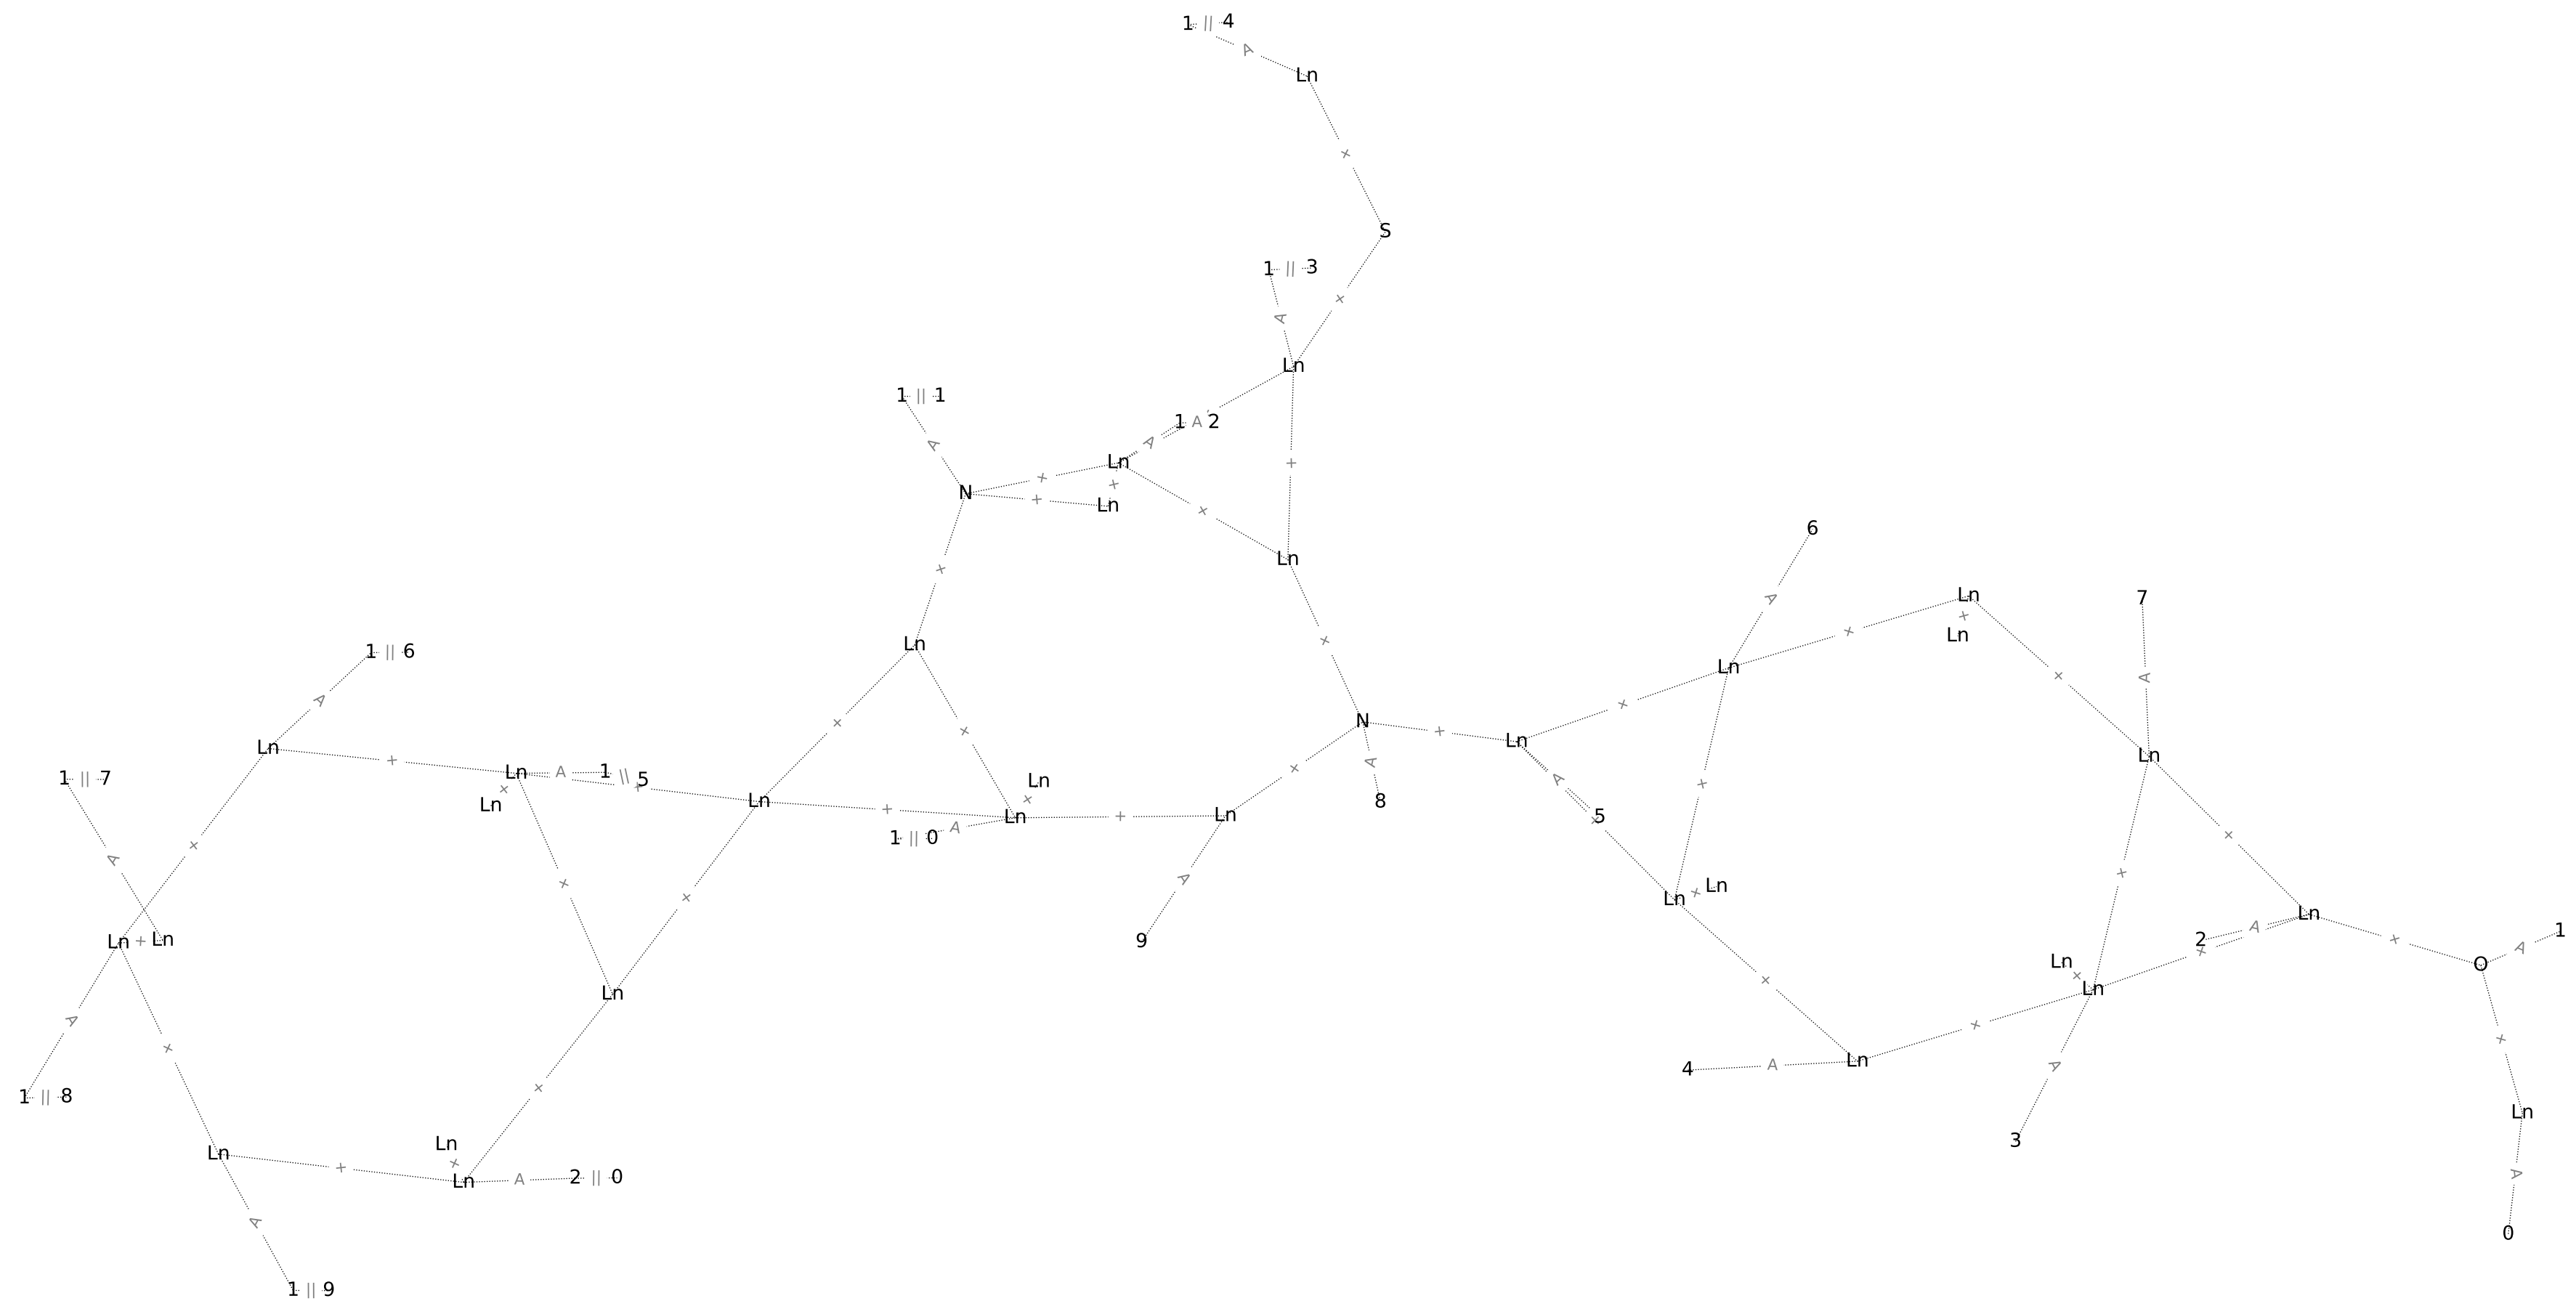 1 || 4
A
Ln
+
S
1 || 3
+
A
Ln
1 || 1
1 A 2
A
A
Ln
+
+
+
N
+
Ln
+
6
Ln
+
+
7
A
A
+
Ln
+
Ln
+
Ln
1 || 6
Ln
+
A
A
+
N
+
+
+
Ln
Ln
Ln
+
A
+
1 || 7
Ln
A
1 || 5
+
Ln
A
+
+
Ln
+
Ln
+
Ln
+
8
+
Ln
+
Ln
5
+
1 || 0
A
+
+
+
A
A
+
+
Ln
+
Ln
+
A
9
Ln
A
1
Ln
+
Ln
2
+
+
A
O
Ln
+
Ln
+
Ln
A
+
+
+
4
A
Ln
A
1 || 8
+
Ln
3
Ln
Ln
+
+
Ln
A
2 || 0
A
A
0
1 || 9